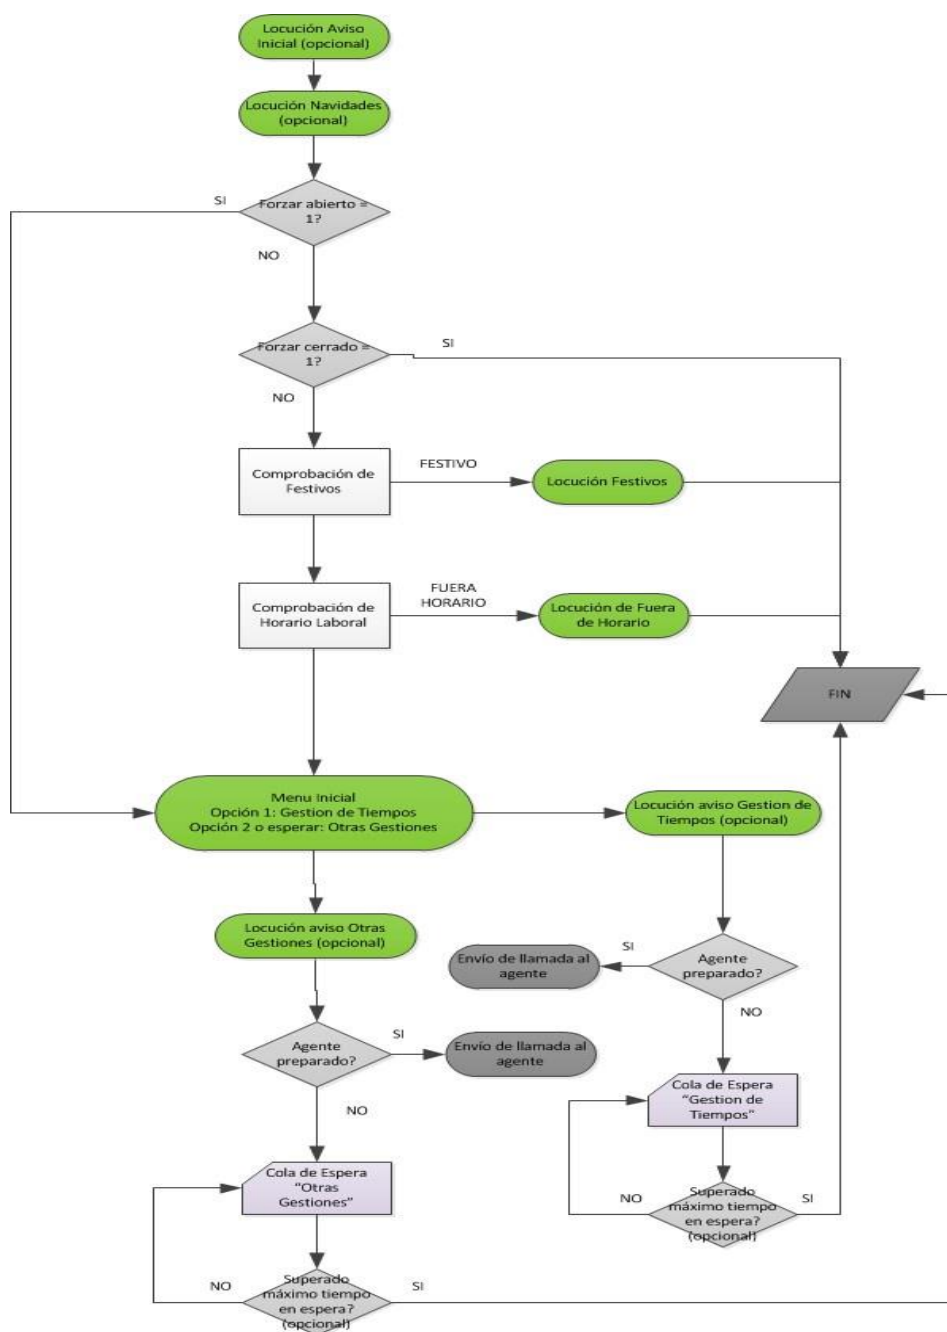 Locución Aviso
Inicial (opcional)
Locución Navidades
(opcional)
SI
Forzar abierto =
1?
NO
Forzar cerrado =
1?
SI
NO
Comprobación de
Festivos
FESTIVO
Locución Festivos
Comprobación de
Horario Laboral
FUERA
HORARIO
Locución de Fuera
de Horario
FIN
Menu Inicial
Opción 1: Gestion de Tiempos
Opción 2 o esperar: Otras Gestiones
Locución aviso Gestion de
Tiempos (opcional)
Locución aviso Otras
Gestiones (opcional)
Envío de llamada al
agente
SI
Agente
preparado?
NO
Agente
preparado?
SI
Envío de llamada al
agente
NO
Cola de Espera
“Gestion de
Tiempos”
Cola de Espera
“Otras
Gestiones”
NO
Superado
máximo tiempo
en espera?
(opcional)
SI
NO
Superado
máximo tiempo
en espera?
(opcional)
SI